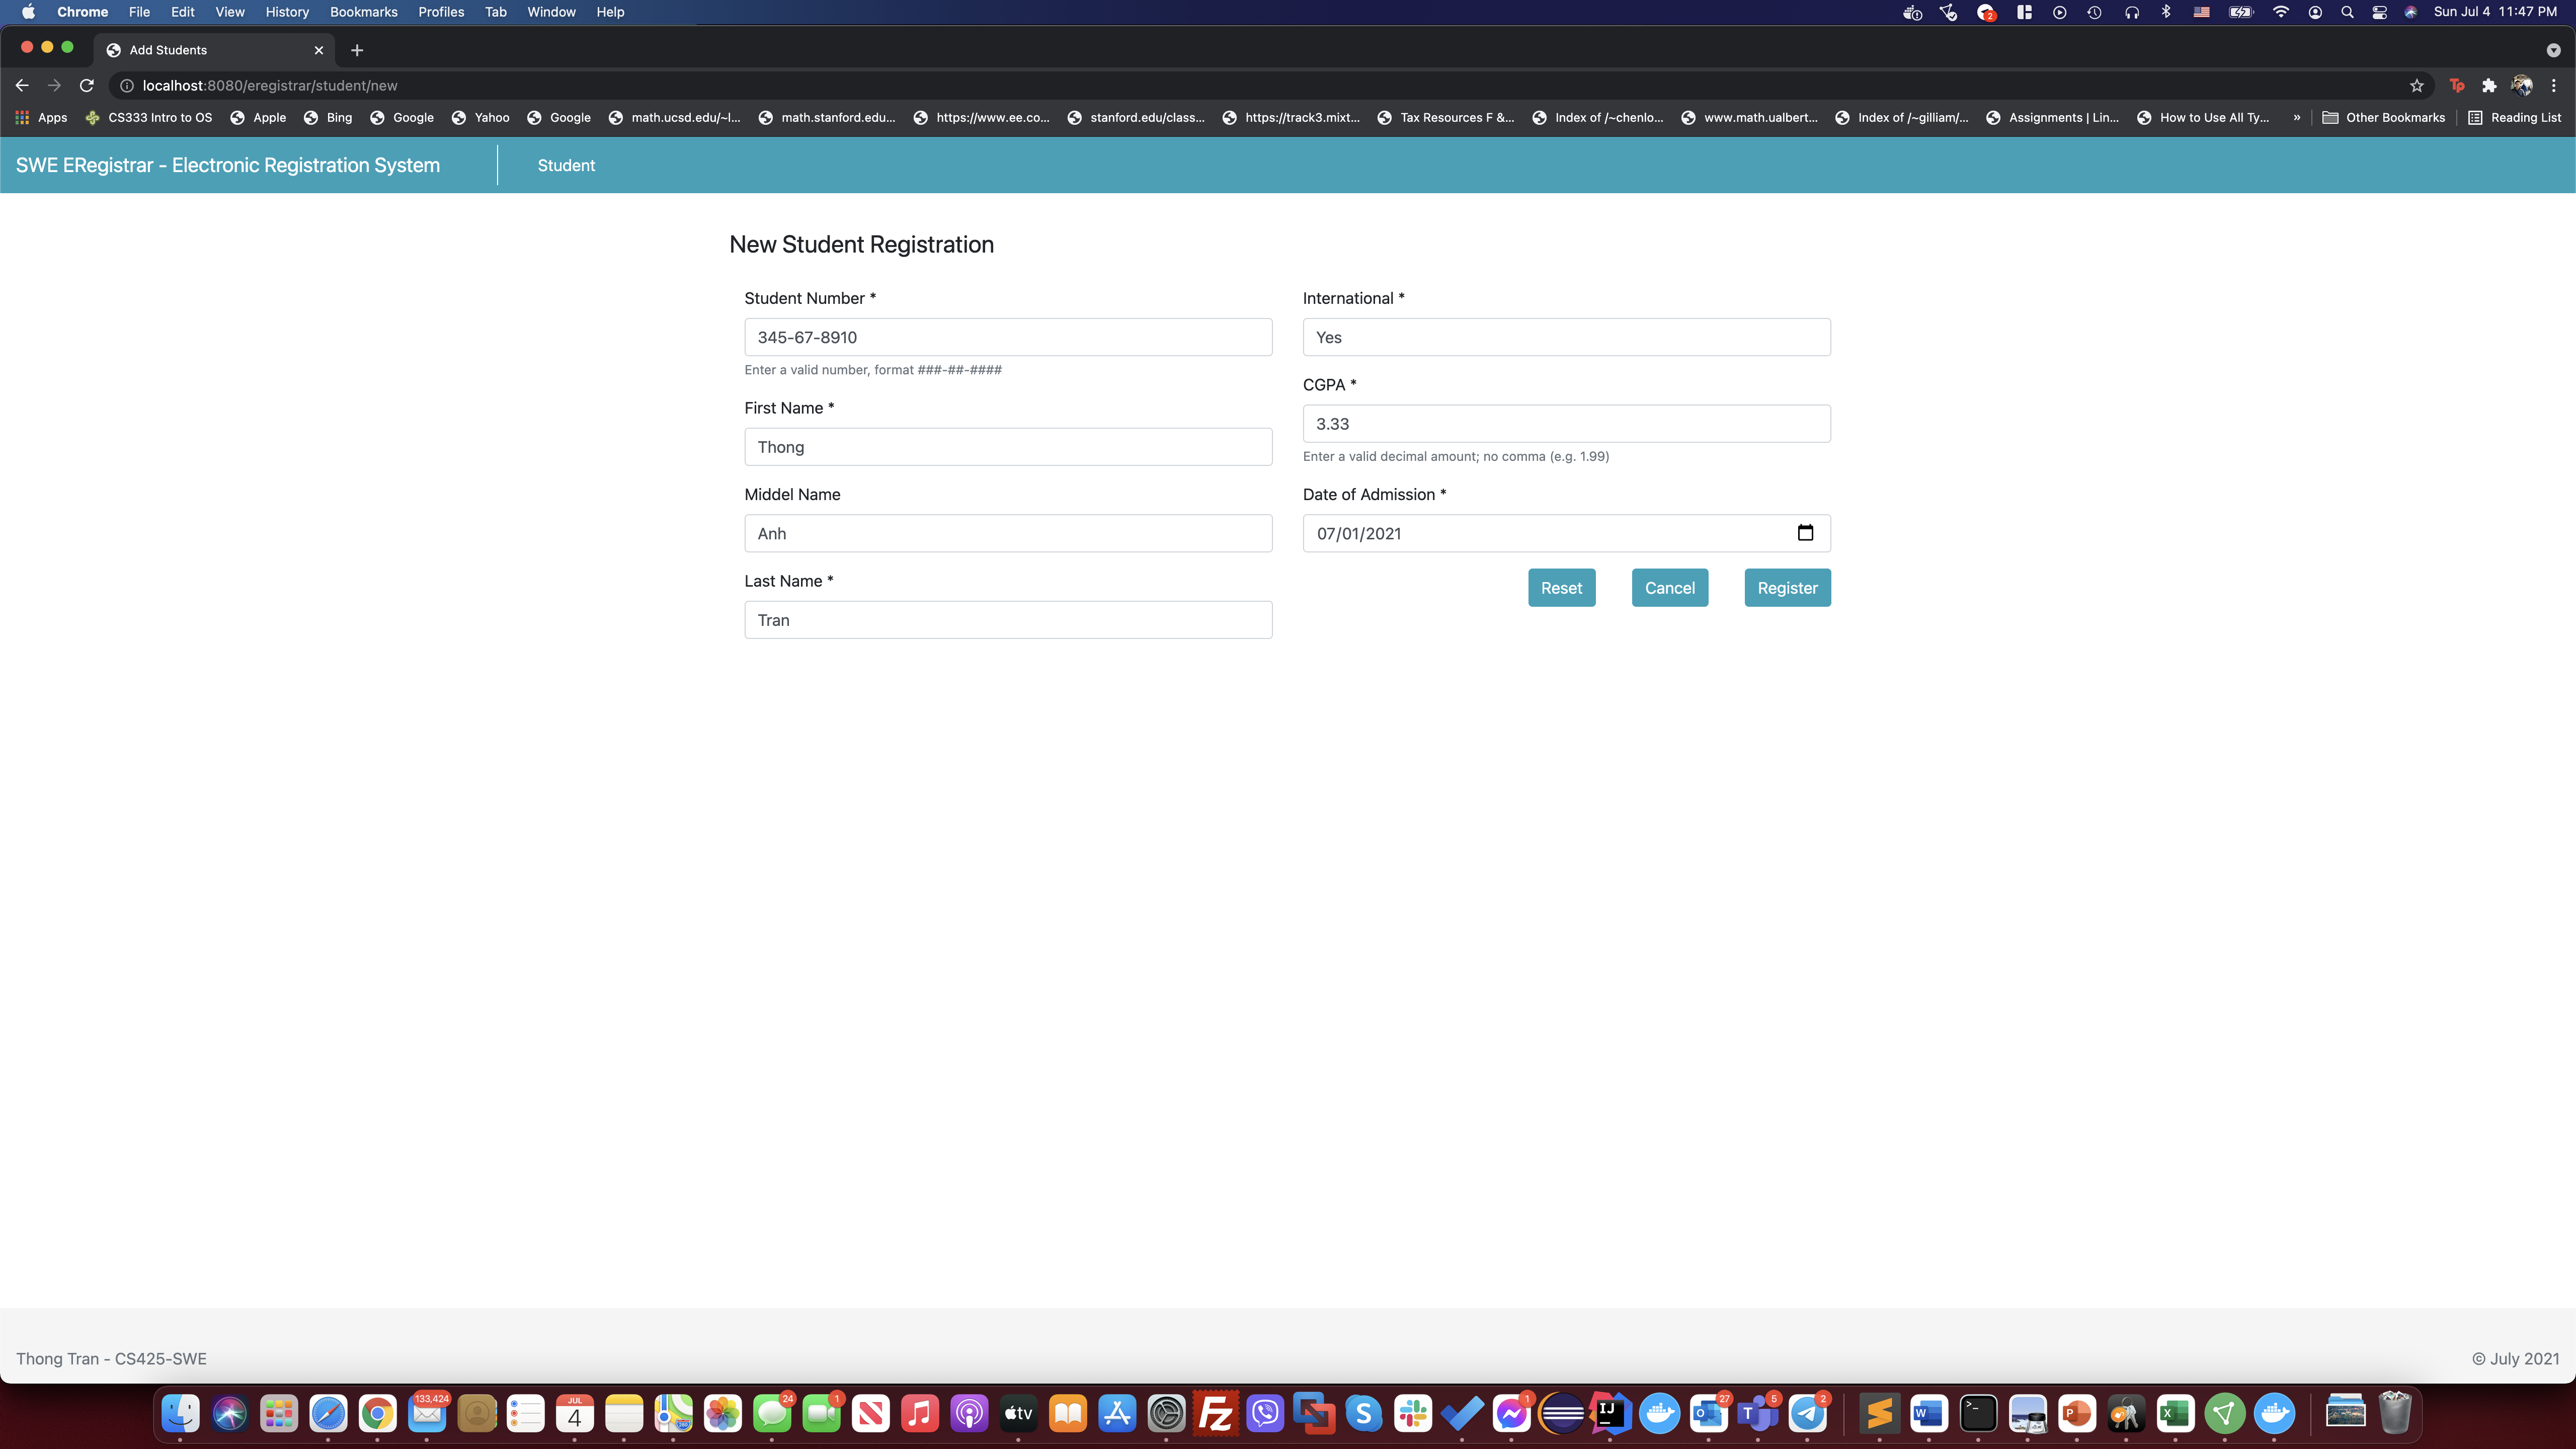 Chrome File Edit View History Bookmarks Profiles Tab Window Help 2 Sun Jul 4 11:47 PM
Add Students
localhost:8080/eregistrar/student/new Tp
Apps CS333 Intro to OS Apple Bing Google Yahoo Google math.ucsd.edu/~l... math.stanford.edu... https://www.ee.co... stanford.edu/class... https://track3.mixt... Tax Resources F &... Index of /~chenlo... www.math.ualbert... Index of /~gilliam/... Assignments | Lin... How to Use All Ty... » Other Bookmarks Reading List
SWE ERegistrar - Electronic Registration System Student
New Student Registration
Student Number *
345-67-8910
Enter a valid number, format ###-##-####
First Name *
Thong
Middel Name
Anh
Last Name *
Tran
International *
Yes
CGPA *
3.33
Enter a valid decimal amount; no comma (e.g. 1.99)
Date of Admission *
07/01/2021
Reset Cancel Register
Thong Tran - CS425-SWE © July 2021
133,424 JUL 4 24 1 tv Fz S 1 IJ O 27 T 5 2 S W >_ P X